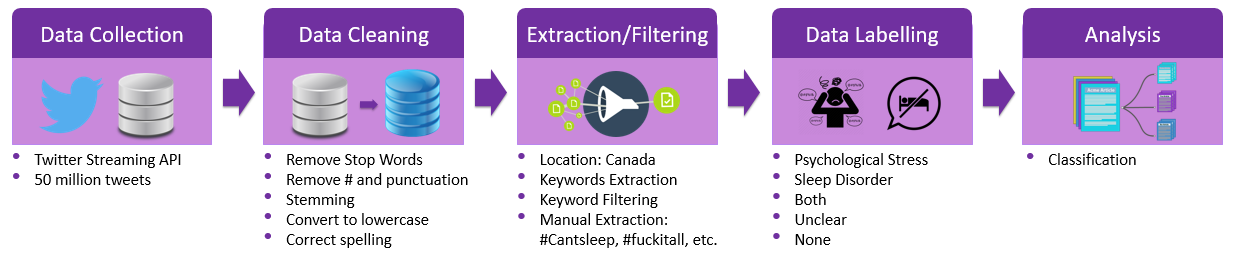 Data Collection
Twitter Streaming API
50 million tweets
Data Cleaning
Remove Stop Words
Remove # and punctuation
Stemming
Convert to lowercase
Correct spelling
Extraction/Filtering
Location: Canada
Keywords Extraction
Keyword Filtering
Manual Extraction:
#Cantsleep, #fuckitall, etc.
Data Labelling
Psychological Stress
Sleep Disorder
Both
Unclear
None
Analysis
Acme Article
Classification